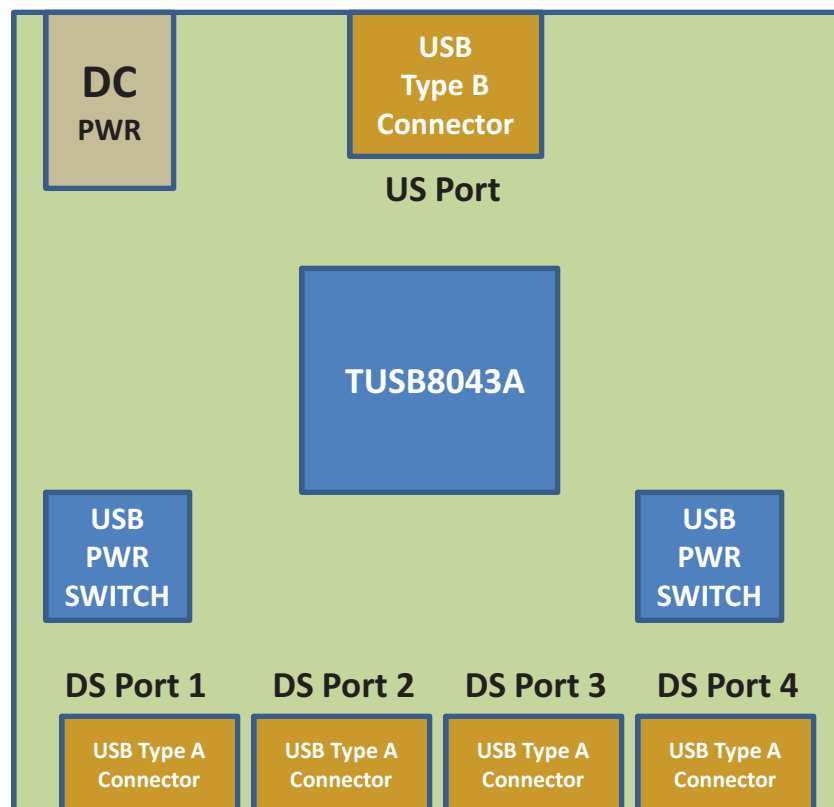 DC
PWR
USB
Type B
Connector
US Port
TUSB8043A
USB
PWR
SWITCH
USB
PWR
SWITCH
DS Port 1
DS Port 2
DS Port 3
DS Port 4
USB Type A
Connector
USB Type A
Connector
USB Type A
Connector
USB Type A
Connector